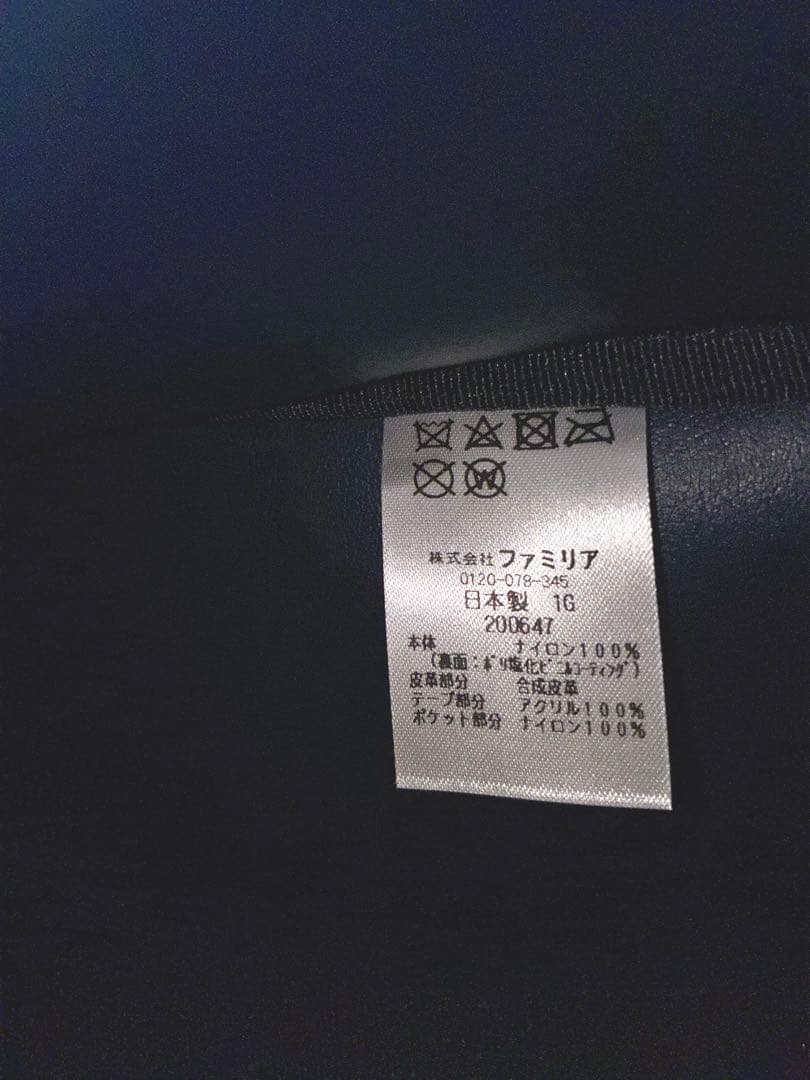 W
株式会社 ファミリア
0120-078-345
日本製 1G
200647
本体 ナイロン100%
(裏面:ポリ塩化ビニルコーティング)
皮革部分 合成皮革
テープ部分 アクリル100%
ポケット部分 ナイロン100%